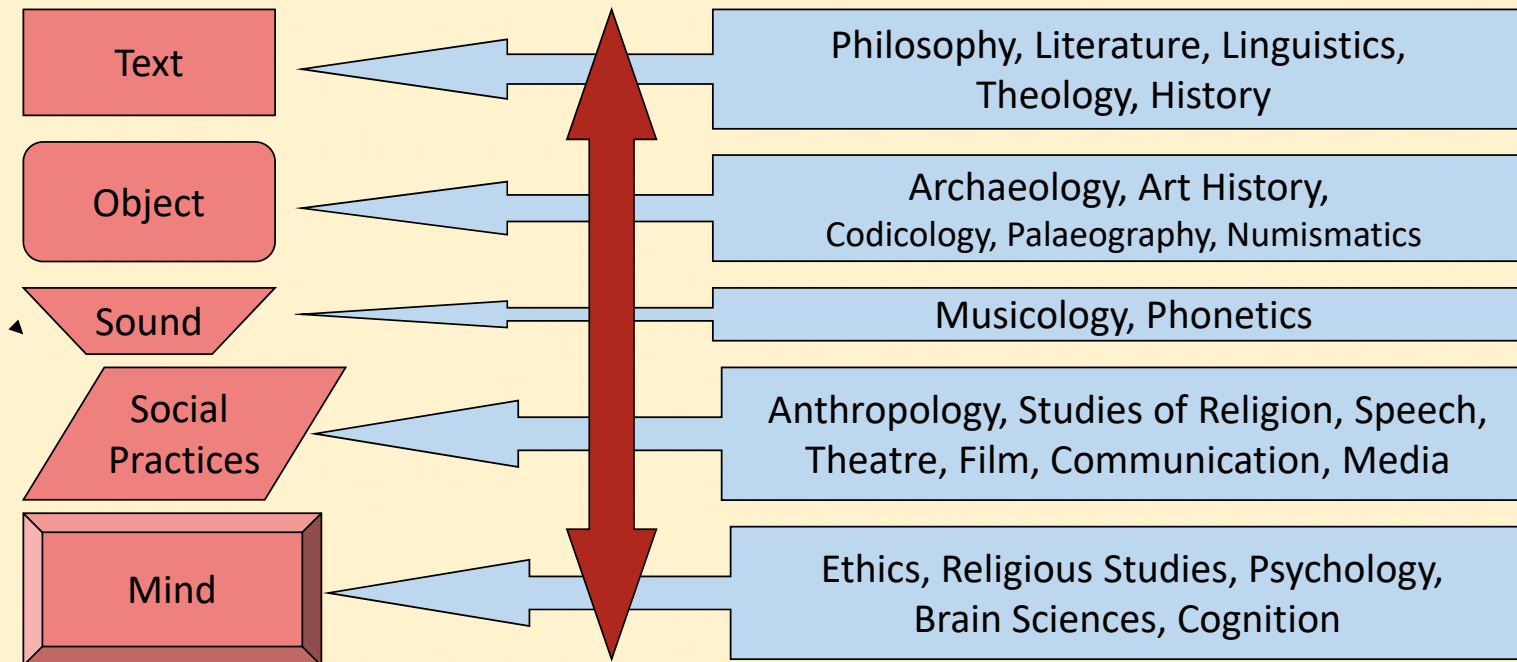 Text
Philosophy, Literature, Linguistics,
Theology, History
Object
Archaeology, Art History,
Codicology, Palaeography, Numismatics
Sound
Musicology, Phonetics
Social
Practices
Anthropology, Studies of Religion, Speech,
Theatre, Film, Communication, Media
Mind
Ethics, Religious Studies, Psychology,
Brain Sciences, Cognition